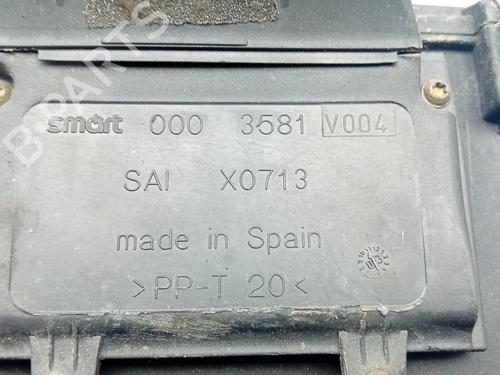 smart 000 3581 V004
SAI X0713
made in Spain
>PP-T 20<
B-PARTS